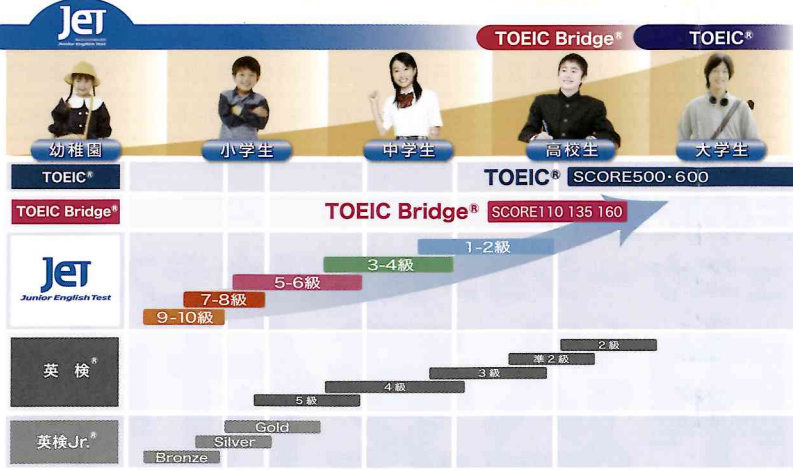 JET
Junior English Test
TOEIC Bridge® TOEIC®
幼稚園 小学生 中学生 高校生 大学生
TOEIC® TOEIC® SCORE500・600
TOEIC Bridge® TOEIC Bridge® SCORE110 135 160
JET
Junior English Test
1-2級
3-4級
5-6級
7-8級
9-10級
英検®
2級
準2級
3級
4級
5級
英検Jr.®
Gold
Silver
Bronze